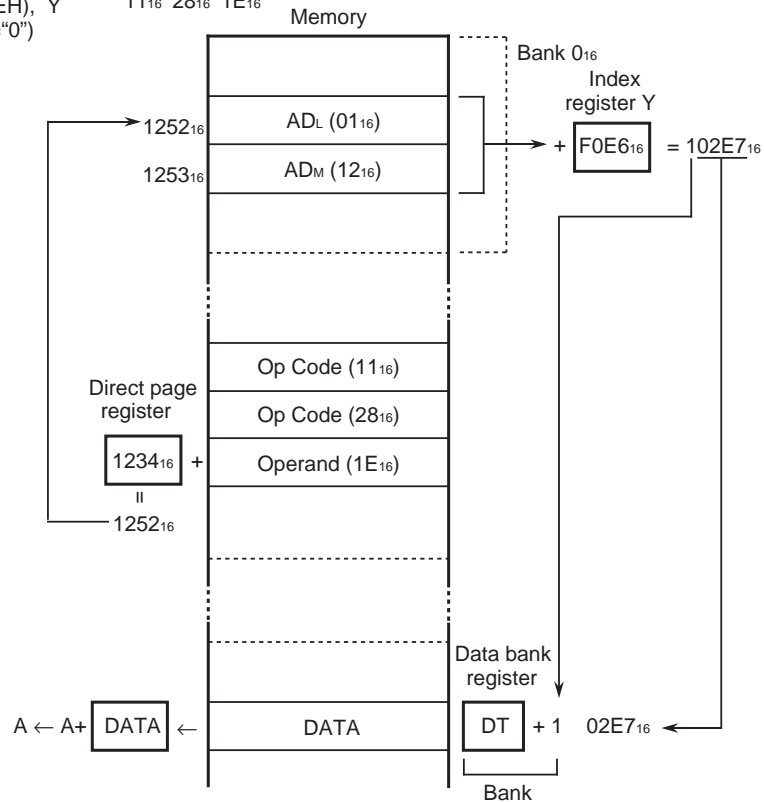 EH), Y
“0”)
11₁₆ 28₁₆ 1E₁₆
Memory
Bank 0₁₆
Index
register Y
1252₁₆
ADL (01₁₆)
+ F0E6₁₆ = 102E7₁₆
1253₁₆
ADM (12₁₆)
Op Code (11₁₆)
Direct page
register
Op Code (28₁₆)
1234₁₆ +
Operand (1E₁₆)
=
1252₁₆
Data bank
register
A ← A+ DATA ←
DATA
DT + 1 02E7₁₆
Bank